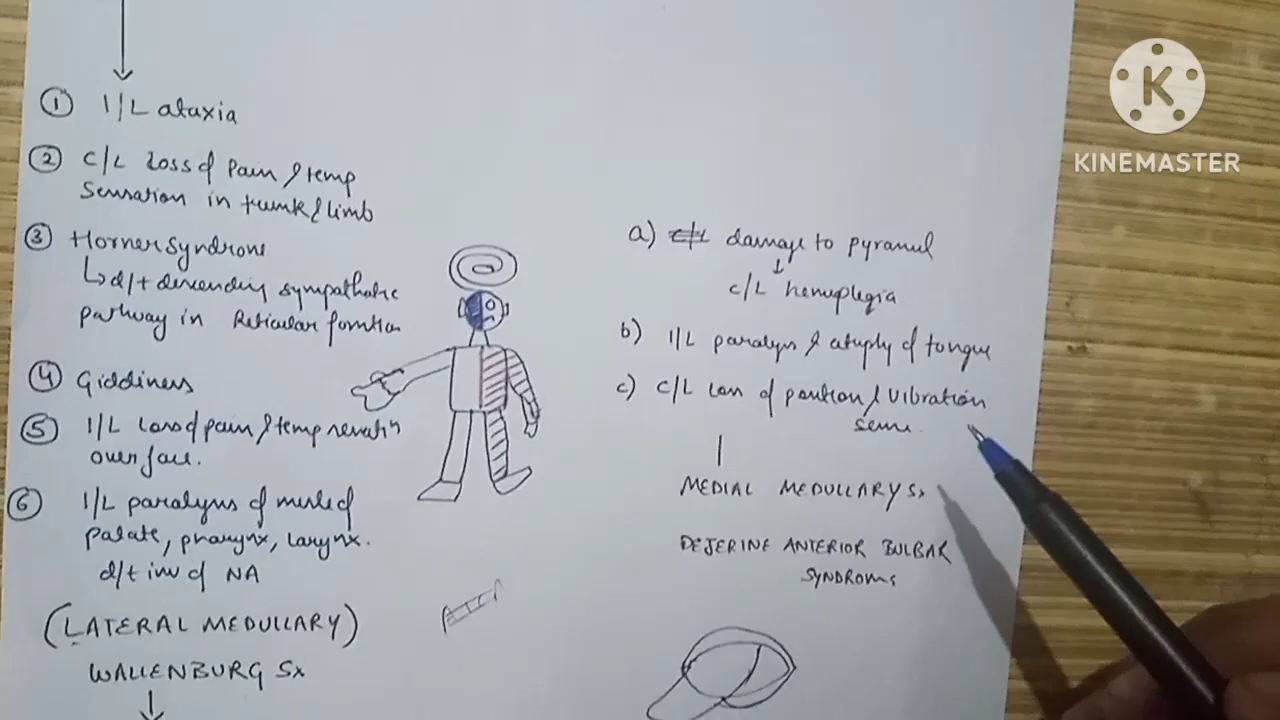 ① I/L ataxia
② C/L Loss of Pain & temp
Sensation in trunk & limb
③ Horner Syndrome
↳ d/t descending sympathatic
pathway in Reticular formtion
④ Giddiness
⑤ I/L Loss of pain & temp
over face.
⑥ I/L paralysis of muscle of
palate, pharynx, larynx.
d/t inv of NA
(LATERAL MEDULLARY)
WALLENBURG Sx
a) C/L damage to pyramid
C/L hemiplegia
b) I/L paralysis & atrophy of tongue
c) C/L loss of position & vibration
sense.
MEDIAL MEDULLARY Sx
DEJERINE ANTERIOR BULBAR
SYNDROME
K
KINEMASTER